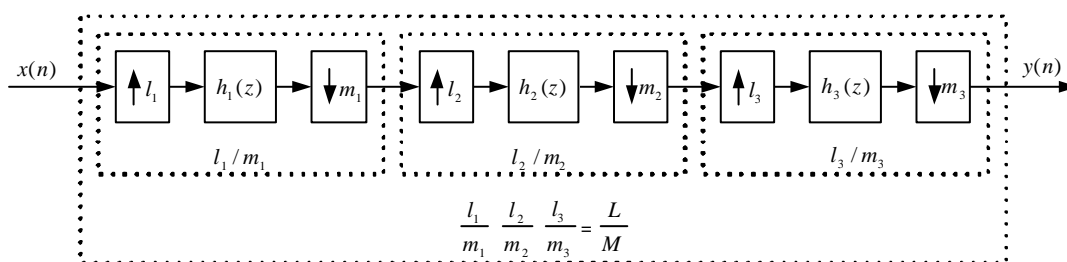 x(n) ↑ l₁ h₁(z) ↓ m₁ ↑ l₂ h₂(z) ↓ m₂ ↑ l₃ h₃(z) ↓ m₃ y(n)
l₁/m₁ l₂/m₂ l₃/m₃
l₁/m₁ l₂/m₂ l₃/m₃ = L/M